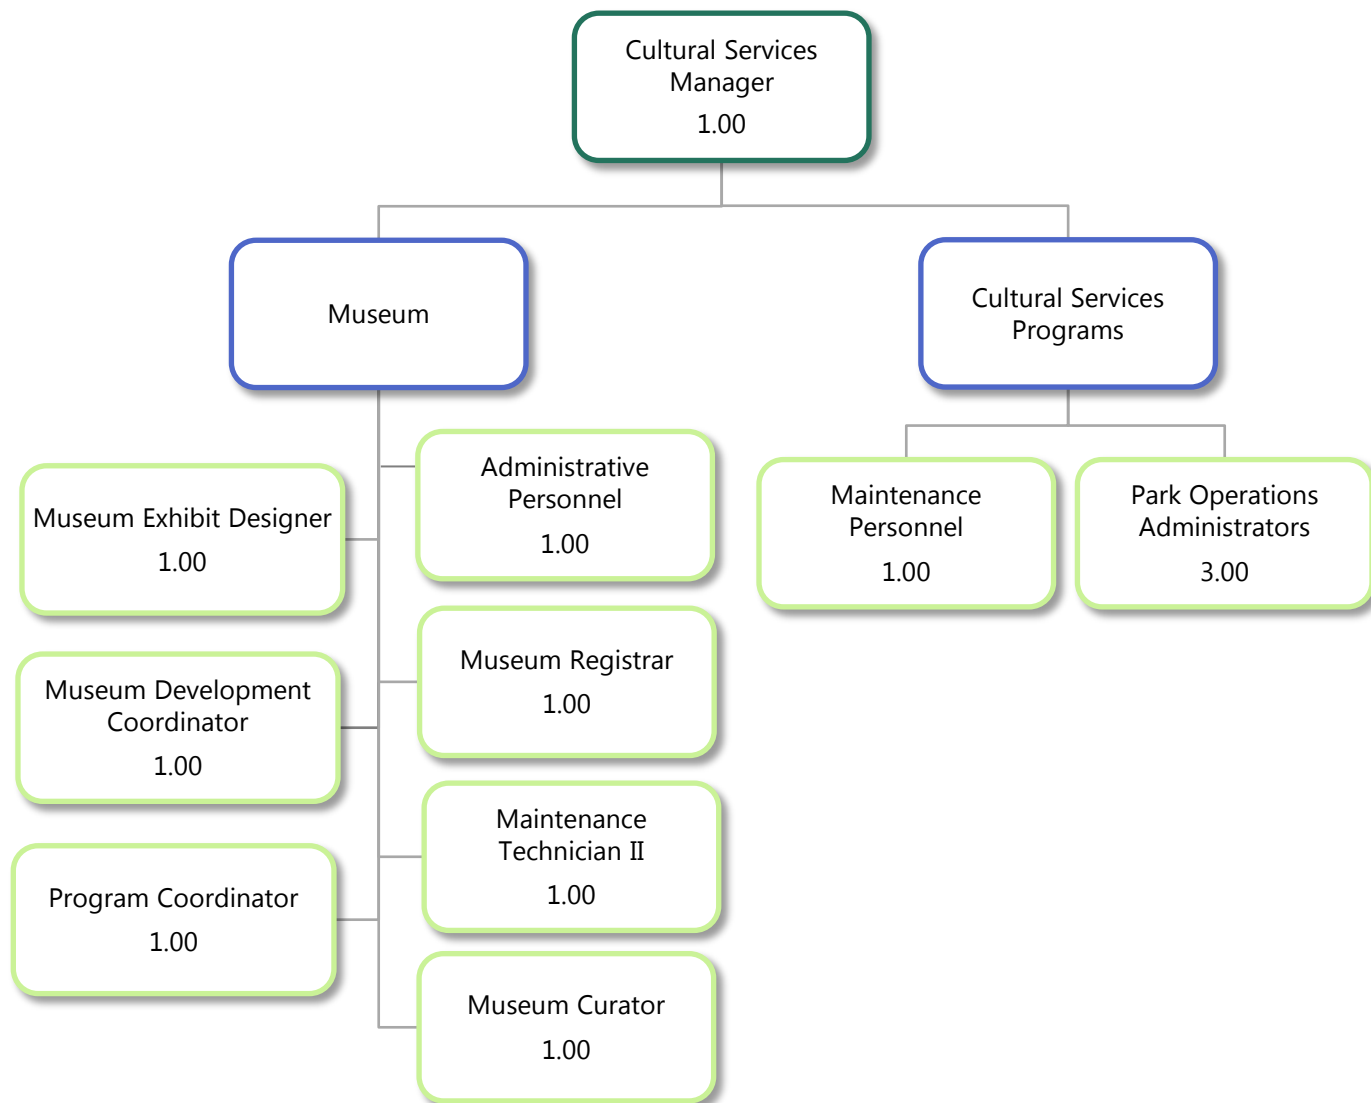 Cultural Services
Manager
1.00
Museum
Cultural Services
Programs
Administrative
Personnel
1.00
Museum Exhibit Designer
1.00
Museum Registrar
1.00
Museum Development
Coordinator
1.00
Maintenance
Technician II
1.00
Program Coordinator
1.00
Museum Curator
1.00
Maintenance
Personnel
1.00
Park Operations
Administrators
3.00